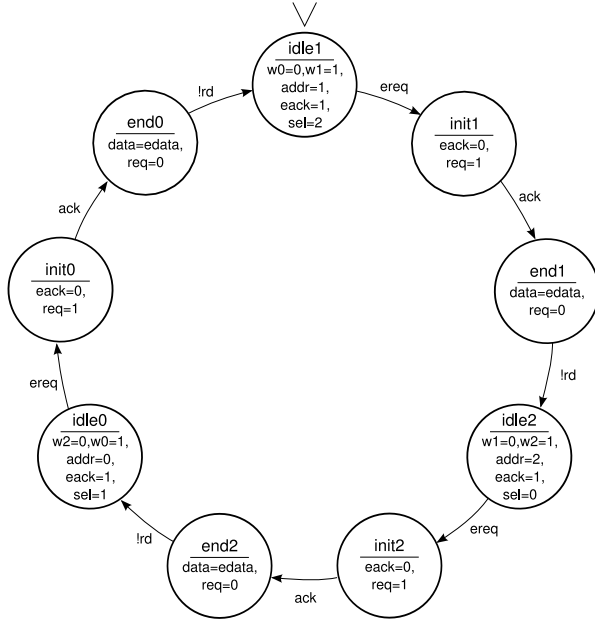 idle1
w0=0,w1=1,
addr=1,
eack=1,
sel=2
ereq
init1
eack=0,
req=1
ack
end1
data=edata,
req=0
!rd
idle2
w1=0,w2=1,
addr=2,
eack=1,
sel=0
ereq
init2
eack=0,
req=1
ack
end2
data=edata,
req=0
!rd
idle0
w2=0,w0=1,
addr=0,
eack=1,
sel=1
ereq
init0
eack=0,
req=1
ack
end0
data=edata,
req=0
!rd